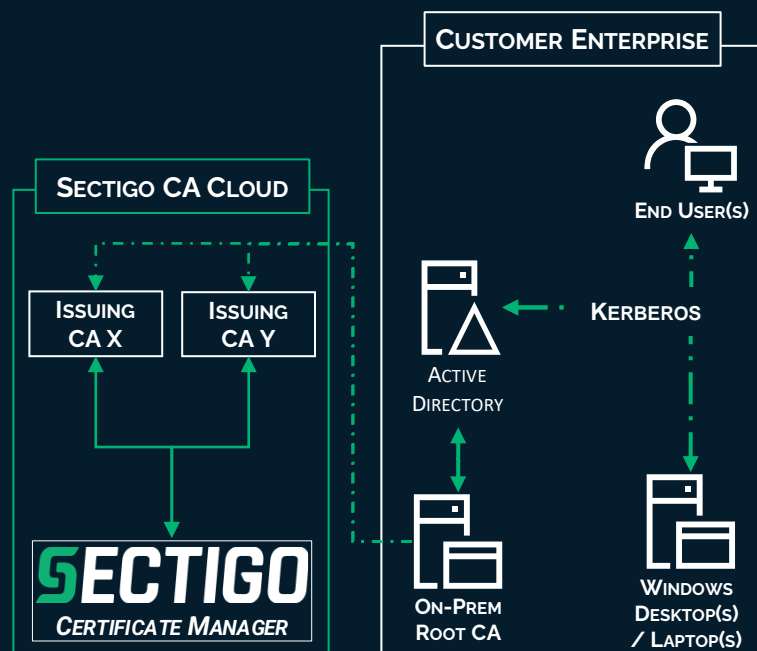 CUSTOMER ENTERPRISE
END USER(S)
SECTIGO CA CLOUD
ISSUING
CA X
ISSUING
CA Y
KERBEROS
ACTIVE
DIRECTORY
SECTIGO
CERTIFICATE MANAGER
ON-PREM
ROOT CA
WINDOWS
DESKTOP(S)
/ LAPTOP(S)